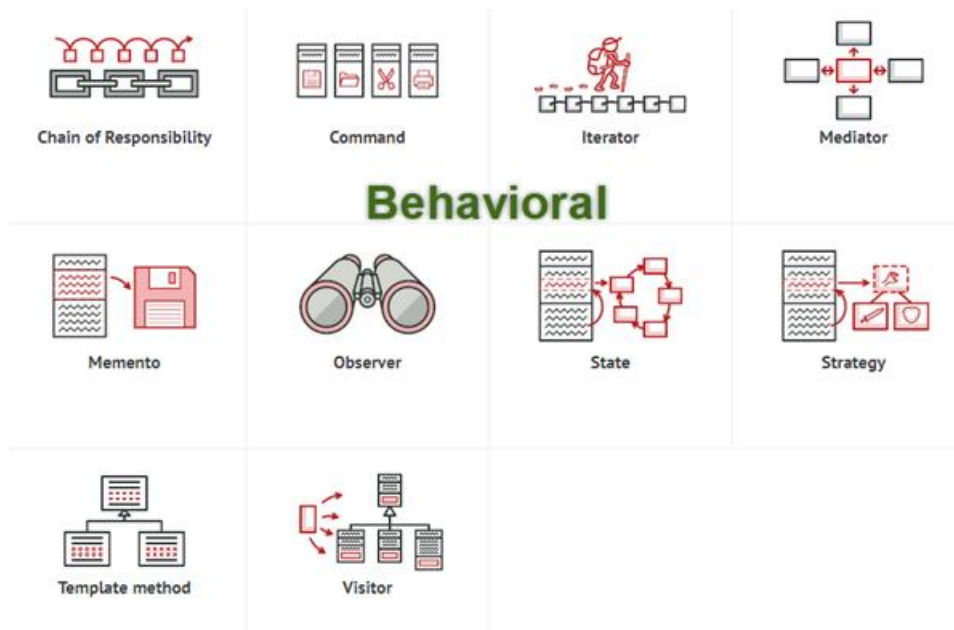 Chain of Responsibility
Command
Iterator
Mediator
Behavioral
Memento
Observer
State
Strategy
Template method
Visitor